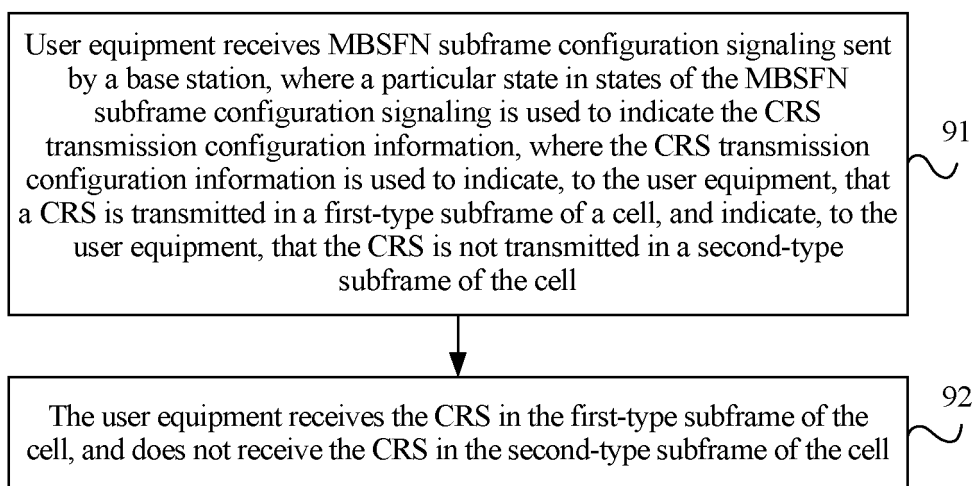 User equipment receives MBSFN subframe configuration signaling sent
by a base station, where a particular state in states of the MBSFN
subframe configuration signaling is used to indicate the CRS
transmission configuration information, where the CRS transmission
configuration information is used to indicate, to the user equipment, that
a CRS is transmitted in a first-type subframe of a cell, and indicate, to the
user equipment, that the CRS is not transmitted in a second-type
subframe of the cell
91
The user equipment receives the CRS in the first-type subframe of the
cell, and does not receive the CRS in the second-type subframe of the cell
92